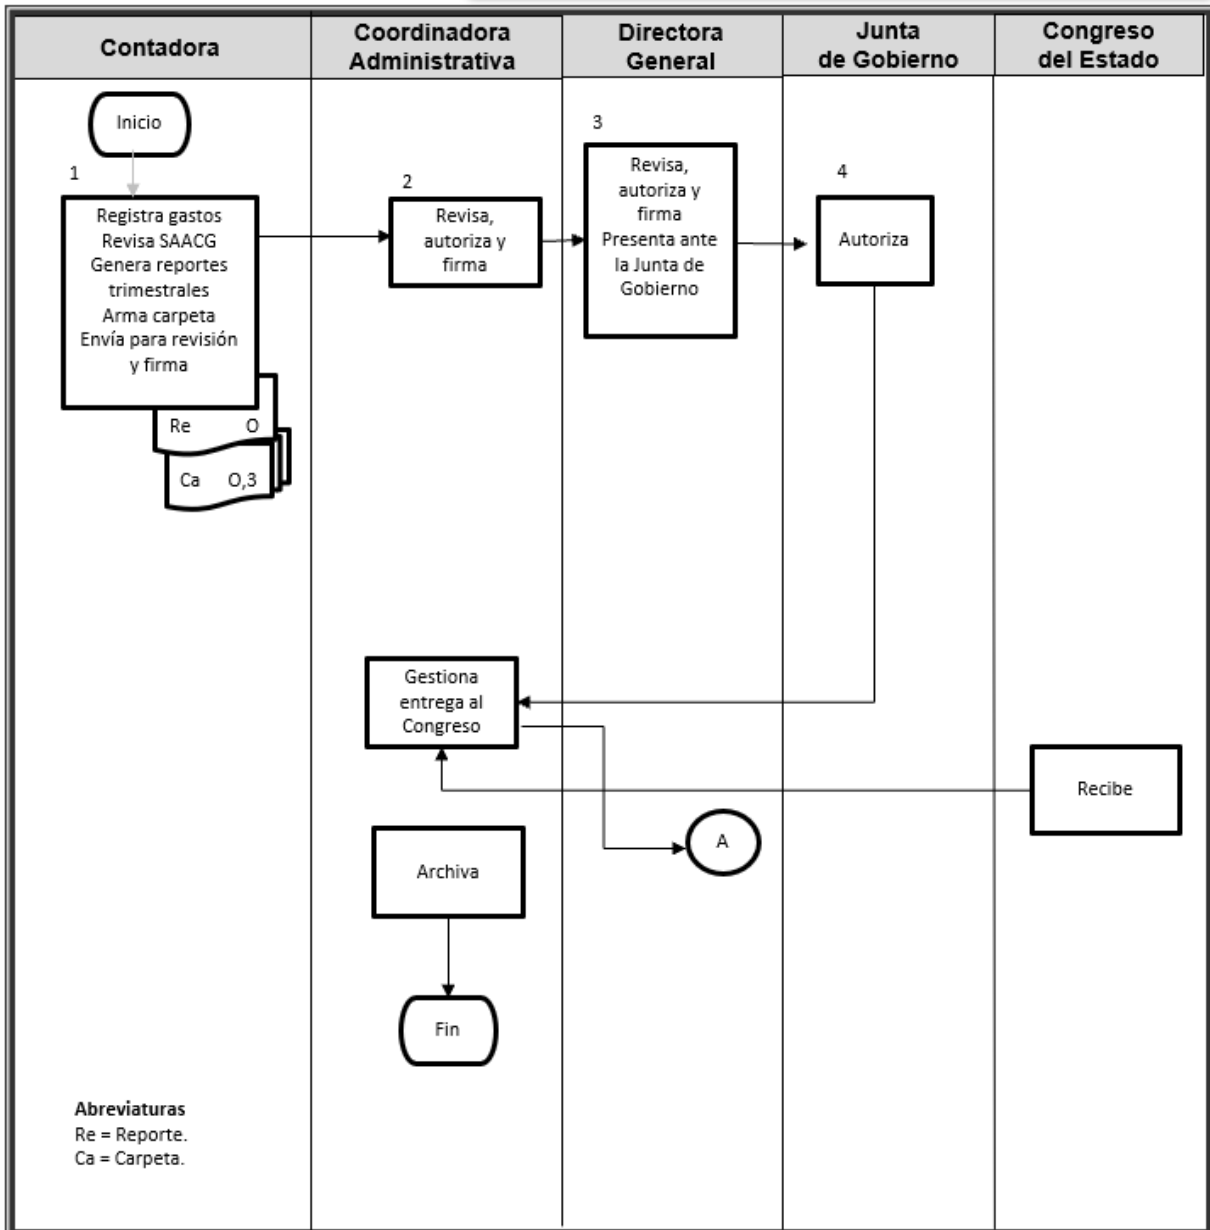 Contadora
Coordinadora
Administrativa
Directora
General
Junta
de Gobierno
Congreso
del Estado
Inicio
1
Registra gastos
Revisa SAACG
Genera reportes
trimestrales
Arma carpeta
Envía para revisión
y firma
Re O
Ca O,3
2
Revisa,
autoriza y
firma
3
Revisa,
autoriza y
firma
Presenta ante
la Junta de
Gobierno
4
Autoriza
Gestiona
entrega al
Congreso
Recibe
A
Archiva
Fin
Abreviaturas
Re = Reporte.
Ca = Carpeta.